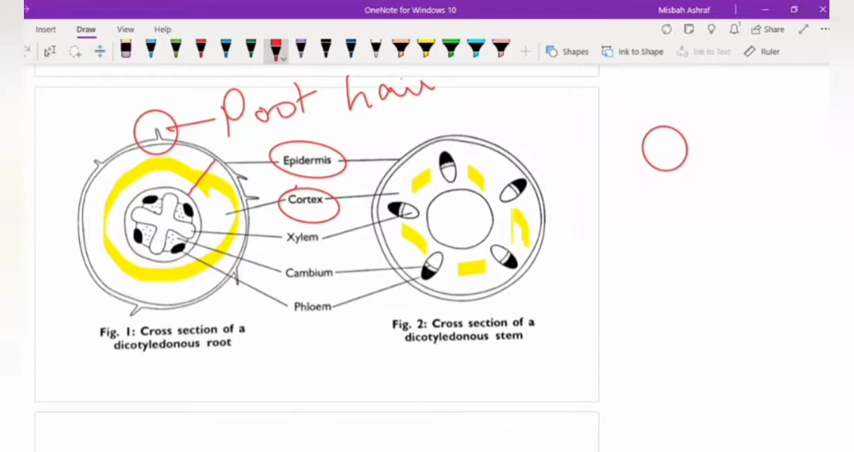 OneNote for Windows 10
Misbah Ashraf
Insert Draw View Help
Share
Shapes Ink to Shape Ink to Text Ruler
Root hair
Epidermis
Cortex
Xylem
Cambium
Phloem
Fig. 1: Cross section of a
dicotyledonous root
Fig. 2: Cross section of a
dicotyledonous stem